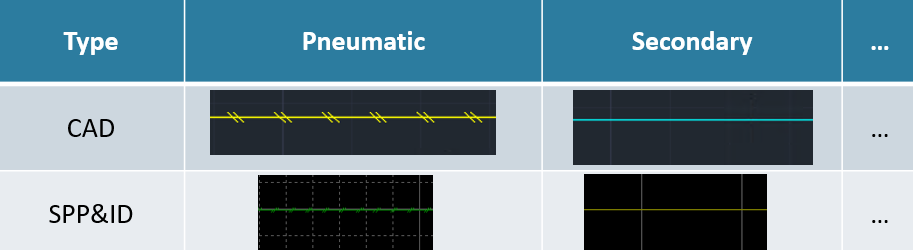 Type Pneumatic Secondary ...
CAD ...
SPP&ID ...